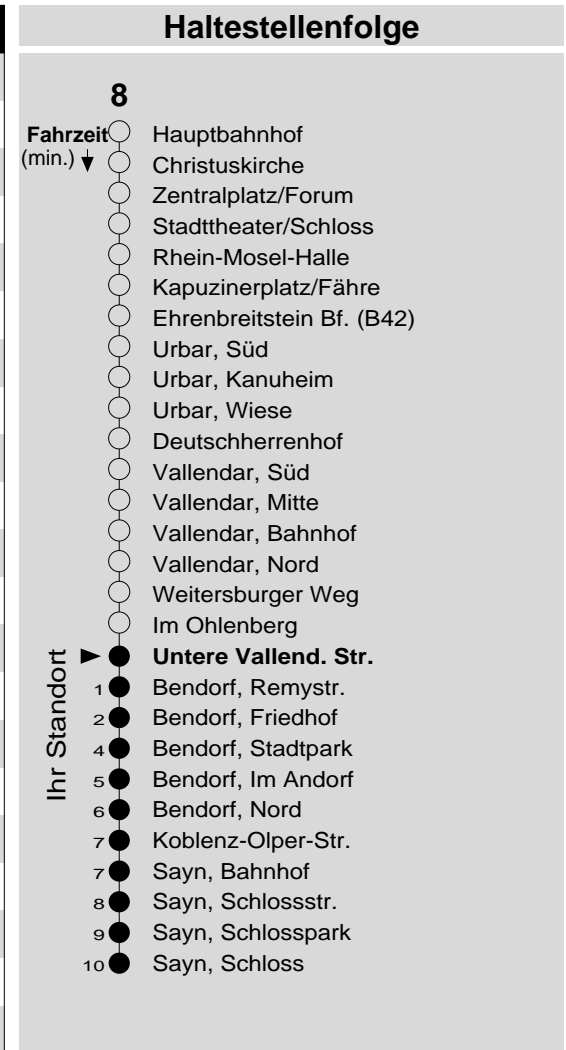 Haltestellenfolge
8
Fahrzeit Hauptbahnhof
(min.) Christuskirche
Zentralplatz/Forum
Stadttheater/Schloss
Rhein-Mosel-Halle
Kapuzinerplatz/Fähre
Ehrenbreitstein Bf. (B42)
Urbar, Süd
Urbar, Kanuheim
Urbar, Wiese
Deutschherrenhof
Vallendar, Süd
Vallendar, Mitte
Vallendar, Bahnhof
Vallendar, Nord
Weitersburger Weg
Im Ohlenberg
Ihr Standort
Untere Vallend. Str.
1 Bendorf, Remystr.
2 Bendorf, Friedhof
4 Bendorf, Stadtpark
5 Bendorf, Im Andorf
6 Bendorf, Nord
7 Koblenz-Olper-Str.
7 Sayn, Bahnhof
8 Sayn, Schlossstr.
9 Sayn, Schlosspark
10 Sayn, Schloss